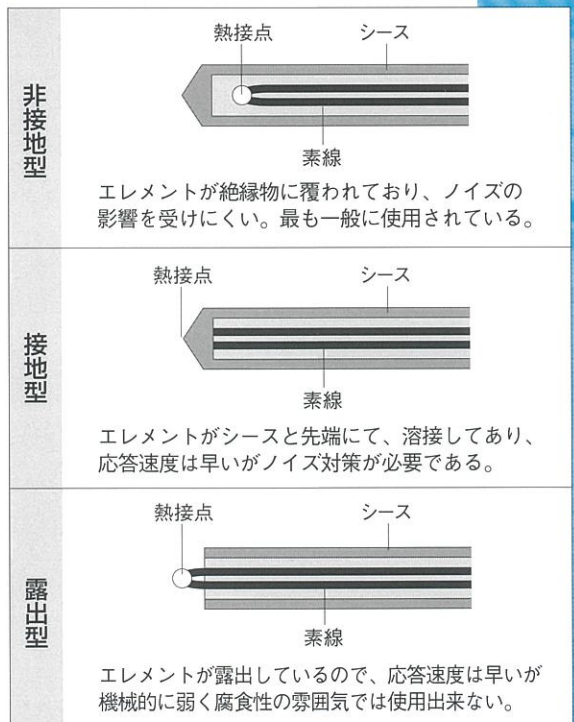 非接地型
熱接点 シース
素線
エレメントが絶縁物に覆われており、ノイズの
影響を受けにくい。最も一般に使用されている。
接地型
熱接点 シース
素線
エレメントがシースと先端にて、溶接してあり、
応答速度は早いがノイズ対策が必要である。
露出型
熱接点 シース
素線
エレメントが露出しているので、応答速度は早いが
機械的に弱く腐食性の雰囲気では使用出来ない。